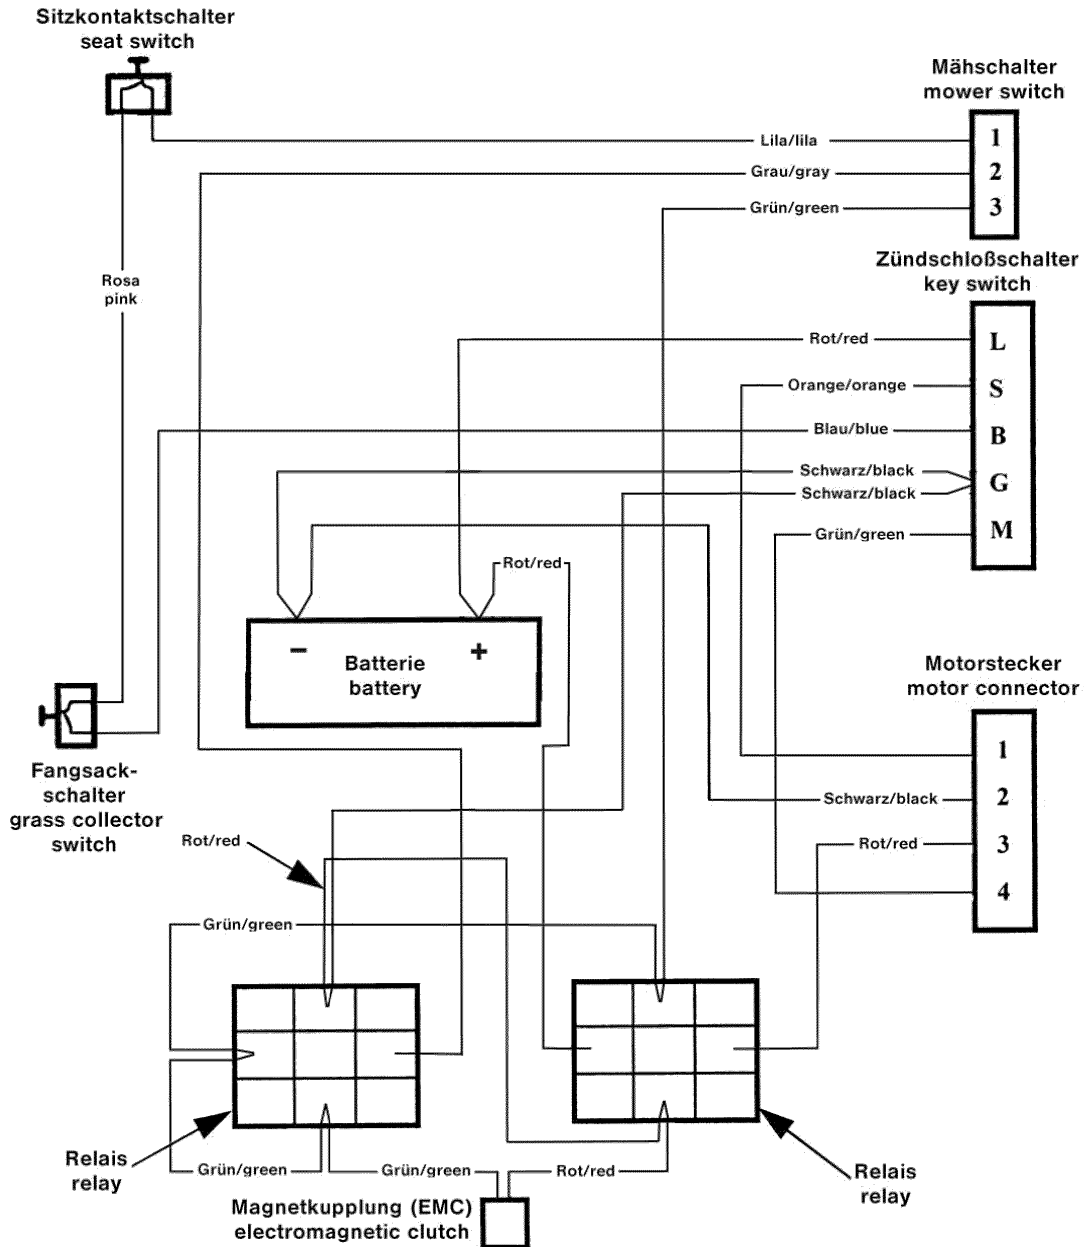 Sitzkontaktschalter
seat switch
Mähschalter
mower switch
1
Lila/lila
2
Grau/gray
3
Grün/green
Zündschloßschalter
key switch
Rosa
pink
Rot/red
L
Orange/orange
S
Blau/blue
B
Schwarz/black
G
Schwarz/black
Grün/green
M
Rot/red
–
+
Batterie
battery
Motorstecker
motor connector
1
Schwarz/black
2
Rot/red
3
4
Fangsack-
schalter
grass collector
switch
Rot/red
Grün/green
Relais
relay
Grün/green
Grün/green
Rot/red
Relais
relay
Magnetkupplung (EMC)
electromagnetic clutch